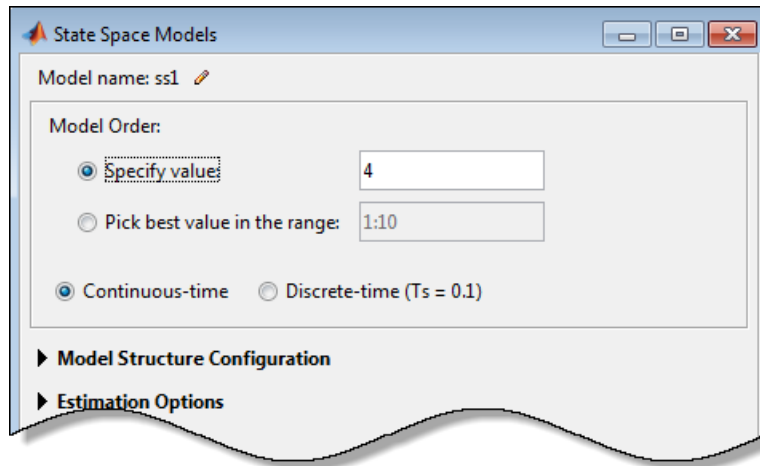 State Space Models
Model name: ss1
Model Order:
Specify value: 4
Pick best value in the range: 1:10
Continuous-time Discrete-time (Ts = 0.1)
Model Structure Configuration
Estimation Options